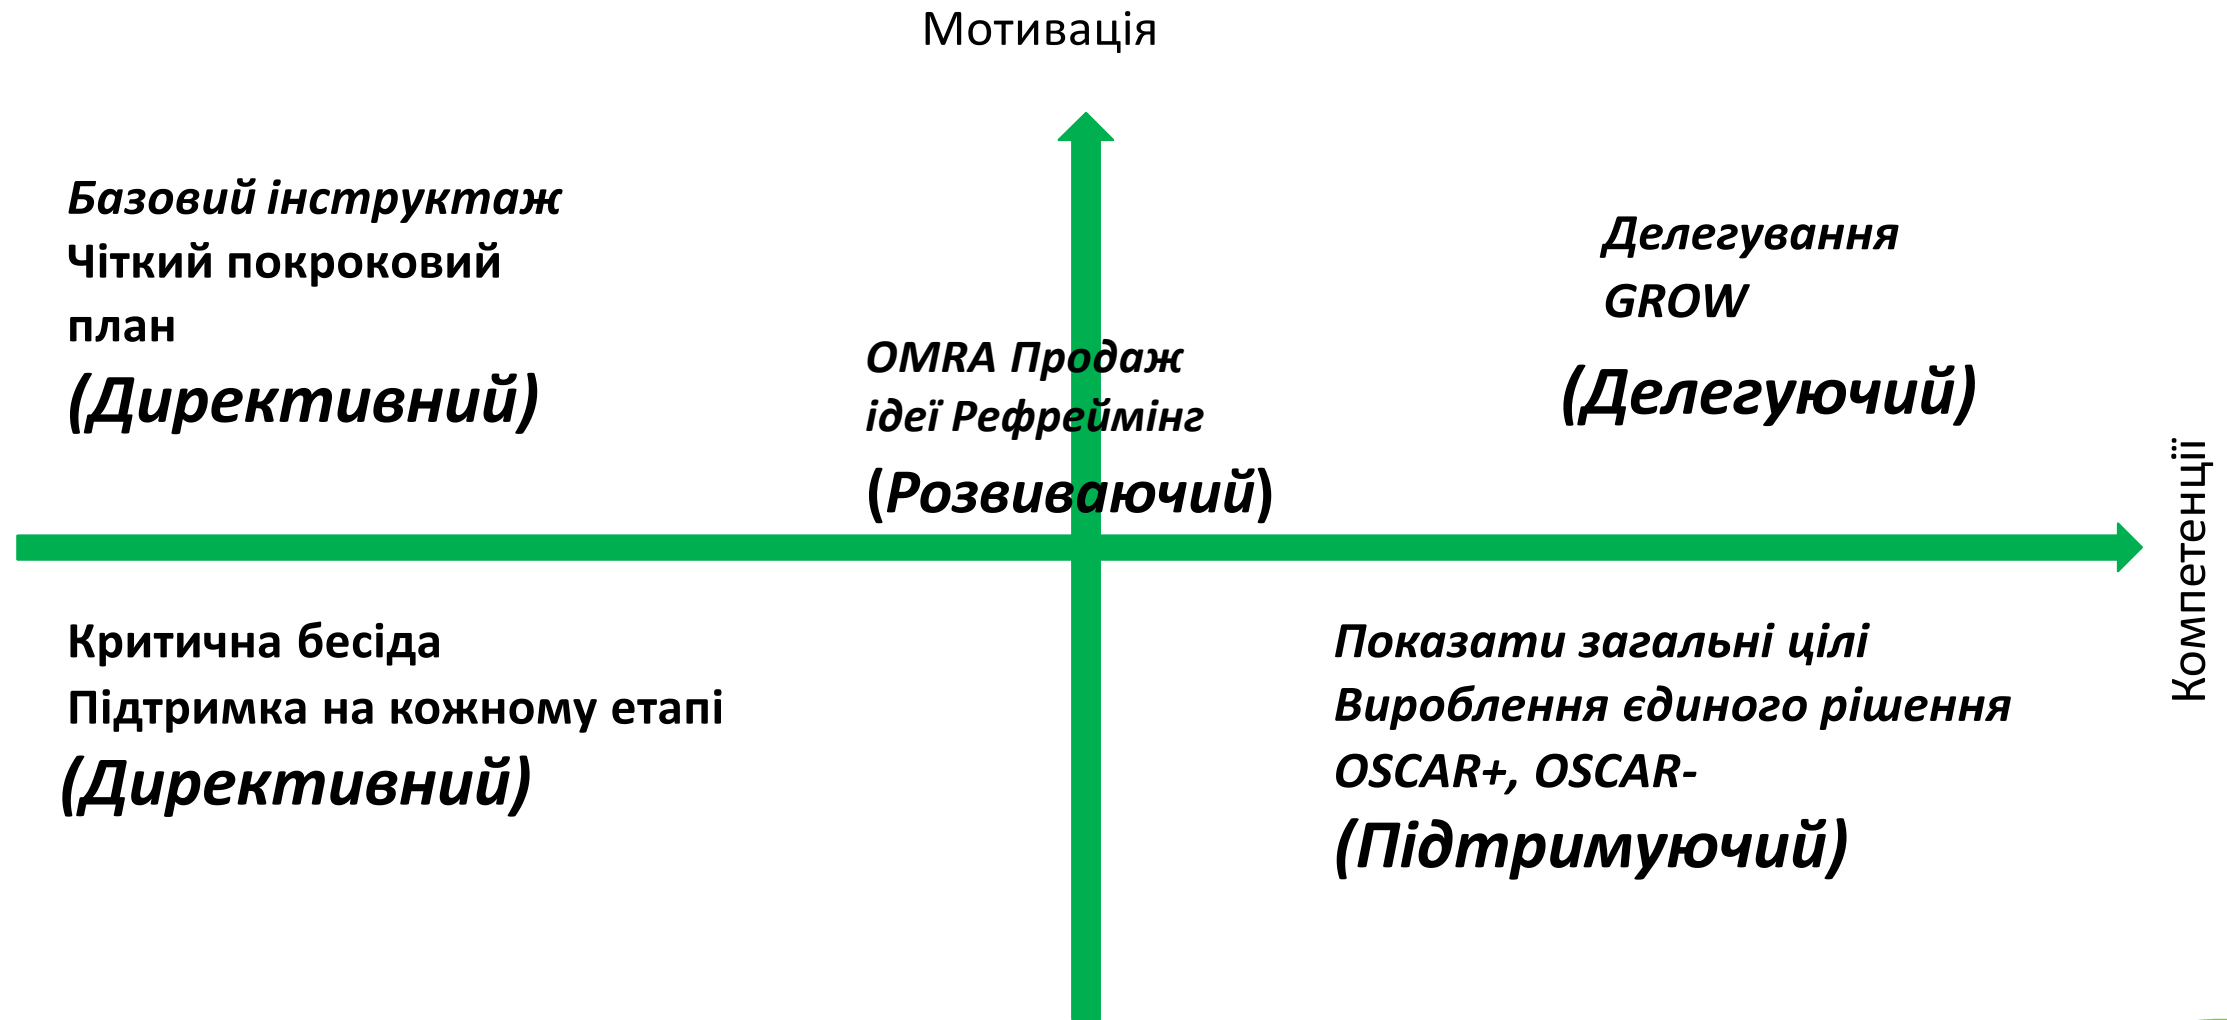 Мотивація
Базовий інструктаж
Чіткий покроковий
план
(Директивний)
OMRA Продаж
ідеї Рефреймінг
(Розвиваючий)
Делегування
GROW
(Делегуючий)
Компетенції
Критична бесіда
Підтримка на кожному етапі
(Директивний)
Показати загальні цілі
Вироблення єдиного рішення
OSCAR+, OSCAR-
(Підтримуючий)